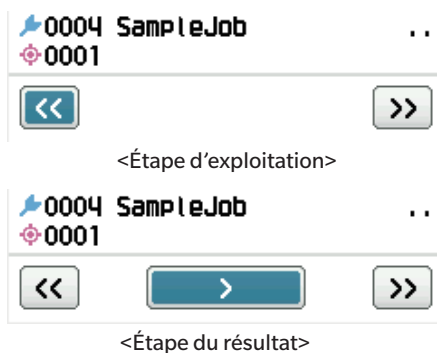 0004 SampleJob ..
0001
<< >>
<Étape d’exploitation>
0004 SampleJob ..
0001
<< > >>
<Étape du résultat>